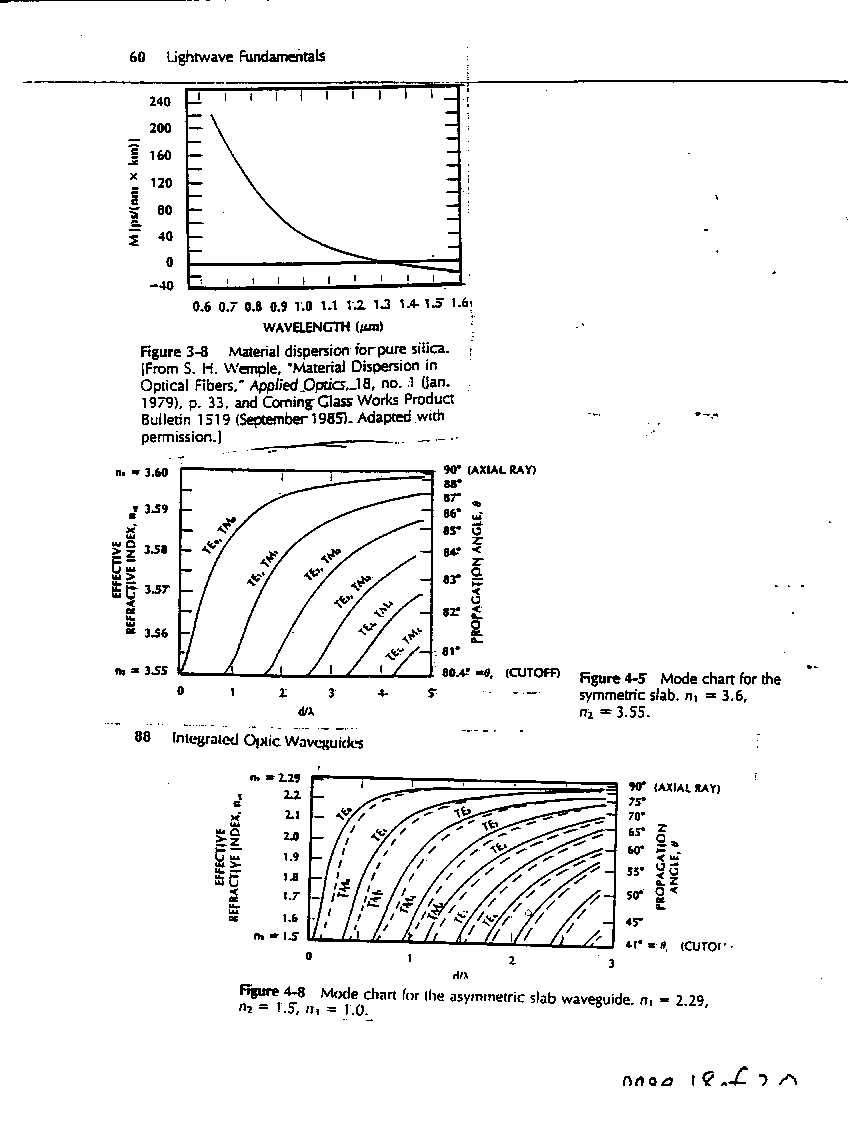 60 Lightwave Fundamentals
240
200
160
120
80
40
0
−40
M [ps/(nm × km)]
0.6 0.7 0.8 0.9 1.0 1.1 1.2 1.3 1.4 1.5 1.6
WAVELENGTH (μm)
Figure 3-8 Material dispersion for pure silica.
[From S. H. Wemple, "Material Dispersion in
Optical Fibers," Applied Optics, 18, no. 1 (Jan.
1979), p. 33, and Corning Glass Works Product
Bulletin 1519 (September 1985). Adapted with
permission.]
n₁ = 3.60
3.59
3.58
3.57
3.56
n₂ = 3.55
EFFECTIVE
REFRACTIVE INDEX,
TE₀, TM₀
TE₁, TM₁
TE₂, TM₂
TE₃, TM₃
TE₄, TM₄
TE₅, TM₅
90° (AXIAL RAY)
88°
87°
86°
85°
84°
83°
82°
81°
80.4° = θ, (CUTOFF)
PROPAGATION ANGLE, θ
0 1 2 3 4 5
d/λ
Figure 4-5 Mode chart for the
symmetric slab. n₁ = 3.6,
n₂ = 3.55.
88 Integrated Optic Waveguides
= 2.29
2.2
2.1
2.0
1.9
1.8
1.7
1.6
= 1.5
EFFECTIVE
REFRACTIVE INDEX,
TE₀
TE₁
TE₂
TE₃
TE₄
TE₅
TE₆
TM₀
TM₁
TM₂
TM₃
90° (AXIAL RAY)
75°
70°
65°
60°
55°
50°
45°
41° = θ,
PROPAGATION
ANGLE, θ
0 1 2 3
d/λ
Figure 4-8 Mode chart for the asymmetric slab waveguide. n₁ = 2.29,
n₂ = 1.5, n₁ = 1.0.